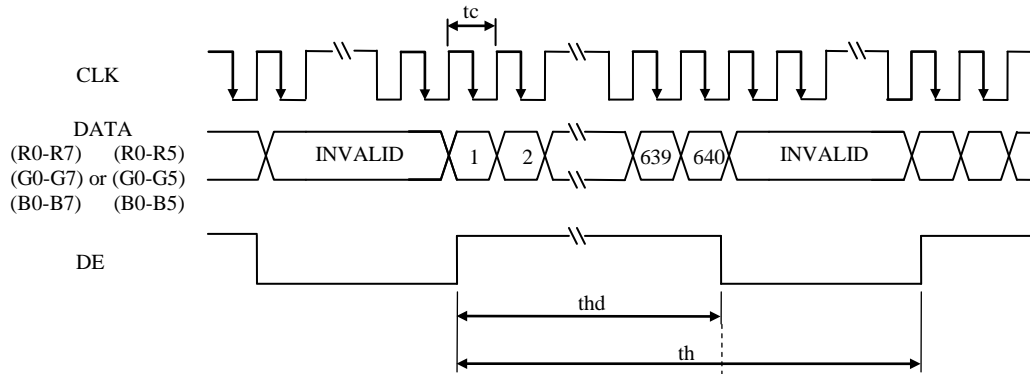 tc
CLK
DATA
(R0-R7) (R0-R5)
(G0-G7) or (G0-G5)
(B0-B7) (B0-B5)
INVALID 1 2 639 640 INVALID
DE
thd
th